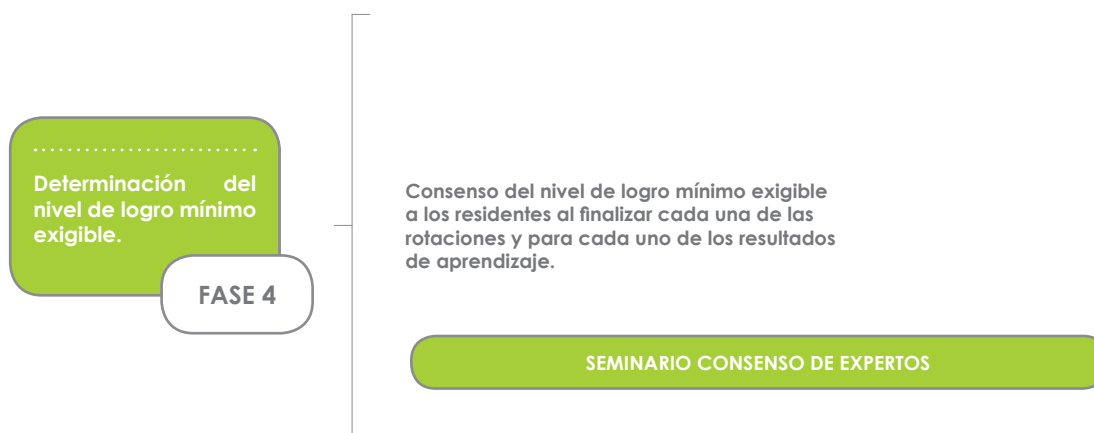 Determinación del
nivel de logro mínimo
exigible.
FASE 4
Consenso del nivel de logro mínimo exigible
a los residentes al finalizar cada una de las
rotaciones y para cada uno de los resultados
de aprendizaje.
SEMINARIO CONSENSO DE EXPERTOS